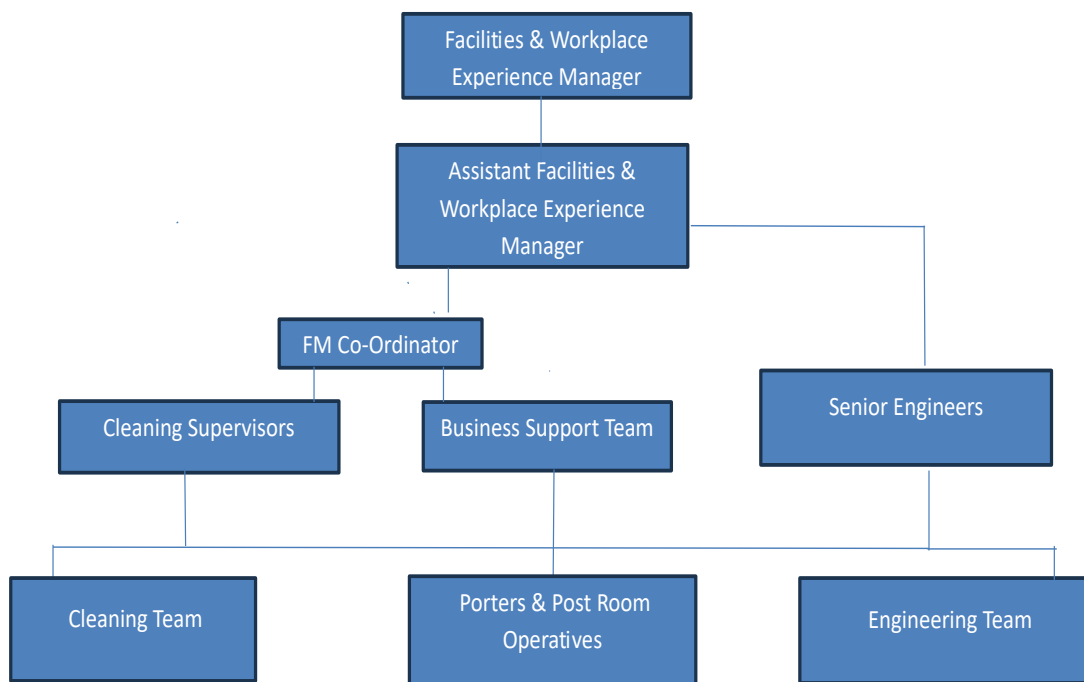 Facilities & Workplace
Experience Manager
Assistant Facilities &
Workplace Experience
Manager
FM Co-Ordinator
Senior Engineers
Cleaning Supervisors
Business Support Team
Cleaning Team
Porters & Post Room
Operatives
Engineering Team